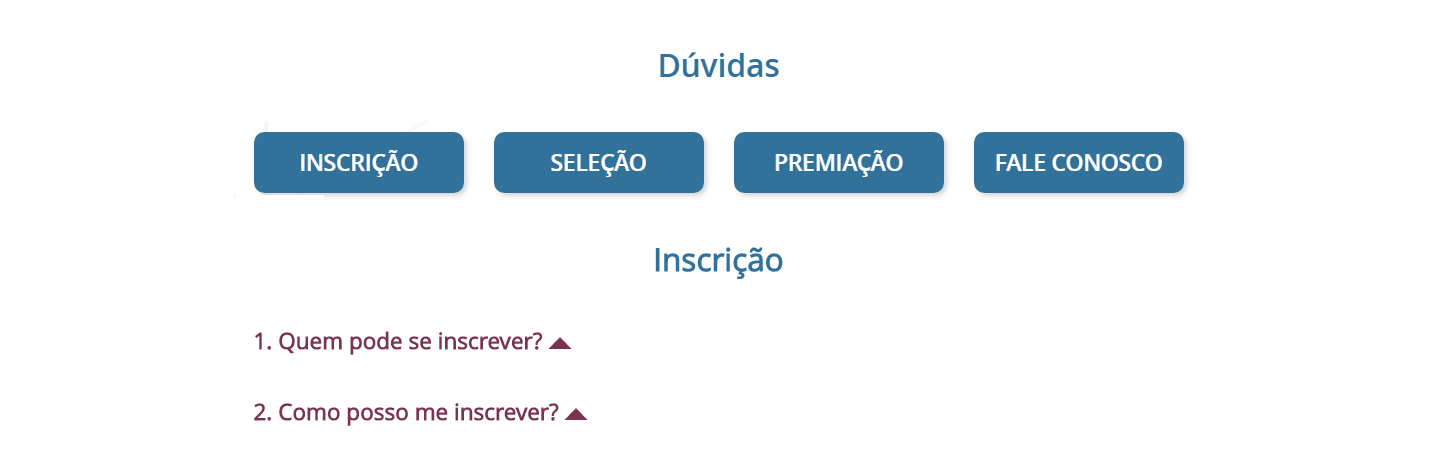 Dúvidas
INSCRIÇÃO SELEÇÃO PREMIAÇÃO FALE CONOSCO
Inscrição
1. Quem pode se inscrever?
2. Como posso me inscrever?